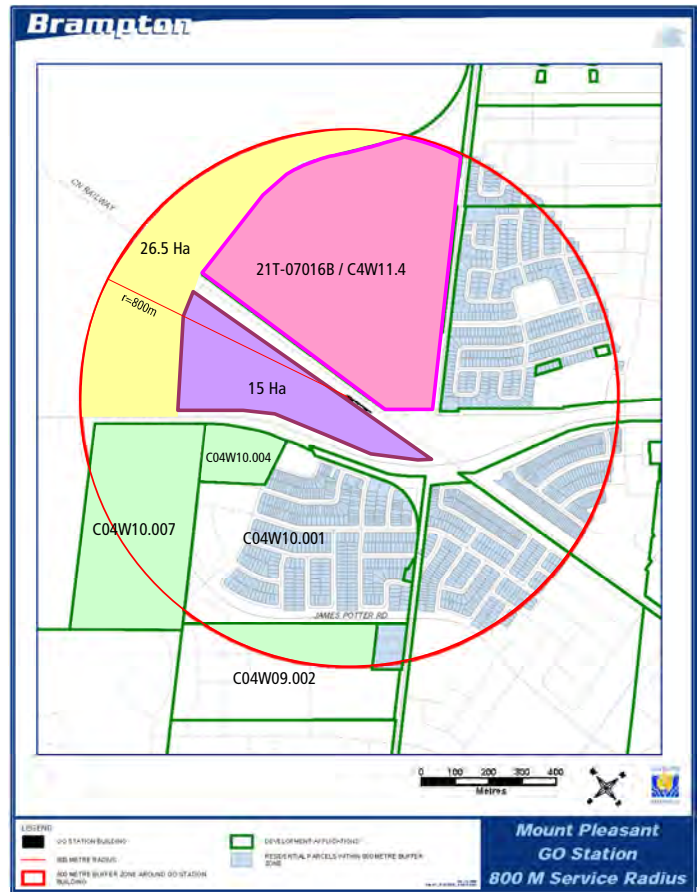 Brampton
CN RAILWAY
26.5 Ha
21T-07016B / C4W11.4
r=800m
15 Ha
C04W10.004
C04W10.007
C04W10.001
JAMES POTTER RD
C04W09.002
0 100 200 300 400
Metres
LEGEND
GO STATION BUILDING
800 METRE RADIUS
800 METRE BUFFER ZONE AROUND GO STATION
BUILDING
DEVELOPMENT APPLICATIONS
RESIDENTIAL PARCELS WITHIN 800 METRE BUFFER
ZONE
Mount Pleasant
GO Station
800 M Service Radius